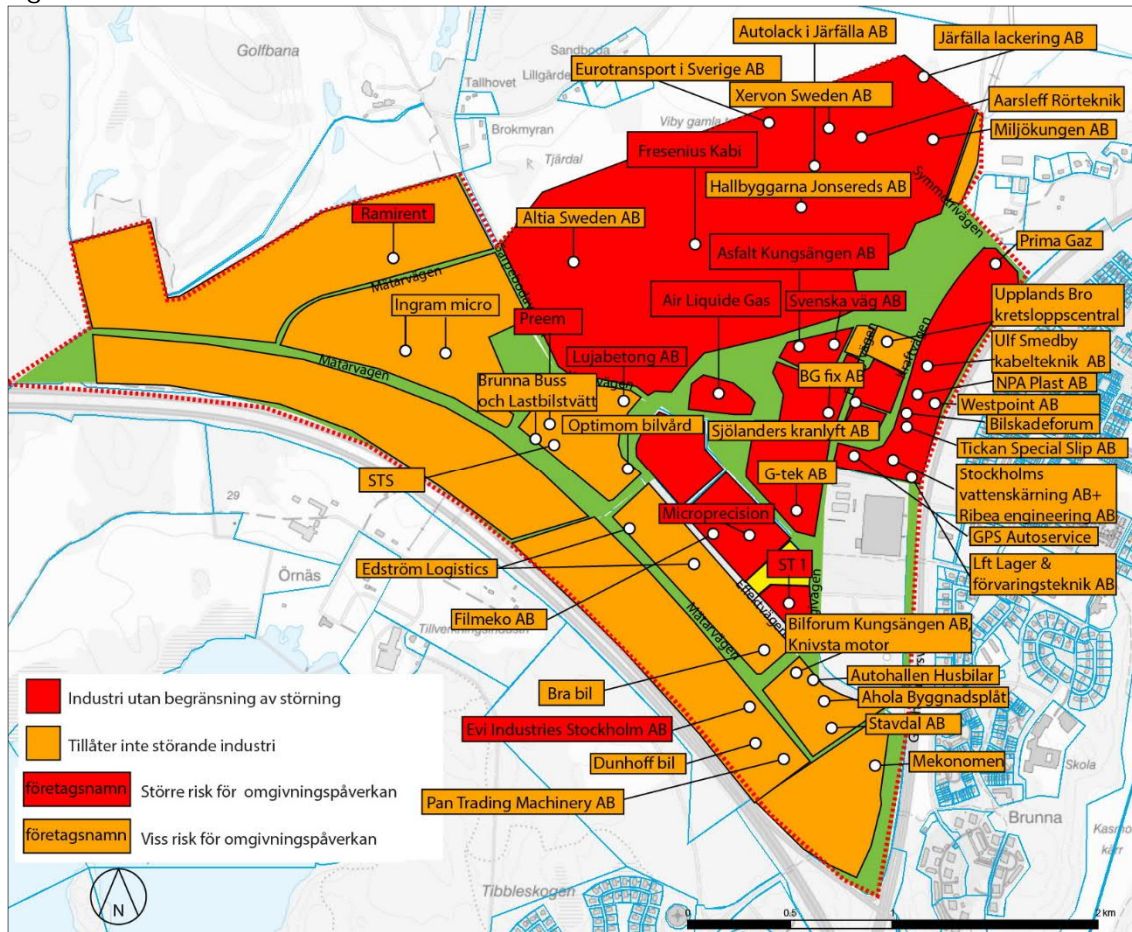 Golfbana
Sandboda
Lillgärde
Tallhovet
Brokmyran
Tjärdal
Viby gamla
Autolack i Järfälla AB
Järfälla lackering AB
Eurotransport i Sverige AB
Xervon Sweden AB
Aarsleff Rörteknik
Miljökungen AB
Fresenius Kabi
Hallbyggarna Jonsereds AB
Symmetrivägen
Ramirent
Altia Sweden AB
Prima Gaz
Asfalt Kungsängen AB
Mätarvägen
Ingram micro
Air Liquide Gas
Svenska väg AB
Upplands Bro
kretsloppscentral
Preem
Kraftvägen
Ulf Smedby
kabelteknik AB
Mätarvägen
Lujabetong AB
BG fix AB
NPA Plast AB
Brunna Buss
och Lastbilstvätt
Westpoint AB
Optimom bilvård
Sjölanders kranlyft AB
Bilskadeforum
Tickan Special Slip AB
STS
G-tek AB
Stockholms
vattenskärning AB+
Ribea engineering AB
29
Microprecision
GPS Autoservice
Edström Logistics
ST 1
Lft Lager &
förvaringsteknik AB
Örnäs
Effektvägen
Mätarvägen
Filmeko AB
Tillverkningsindustri
Bilforum Kungsängen AB,
Knivsta motor
Autohallen Husbilar
Bra bil
Ahola Byggnadsplåt
Evi Industries Stockholm AB
Stavdal AB
Dunhoff bil
Mekonomen
Skola
Pan Trading Machinery AB
Brunna
Tibbleskogen
Industri utan begränsning av störning
Tillåter inte störande industri
företagsnamn Större risk för omgivningspåverkan
företagsnamn Viss risk för omgivningspåverkan
N
0 0.5 1 2 km